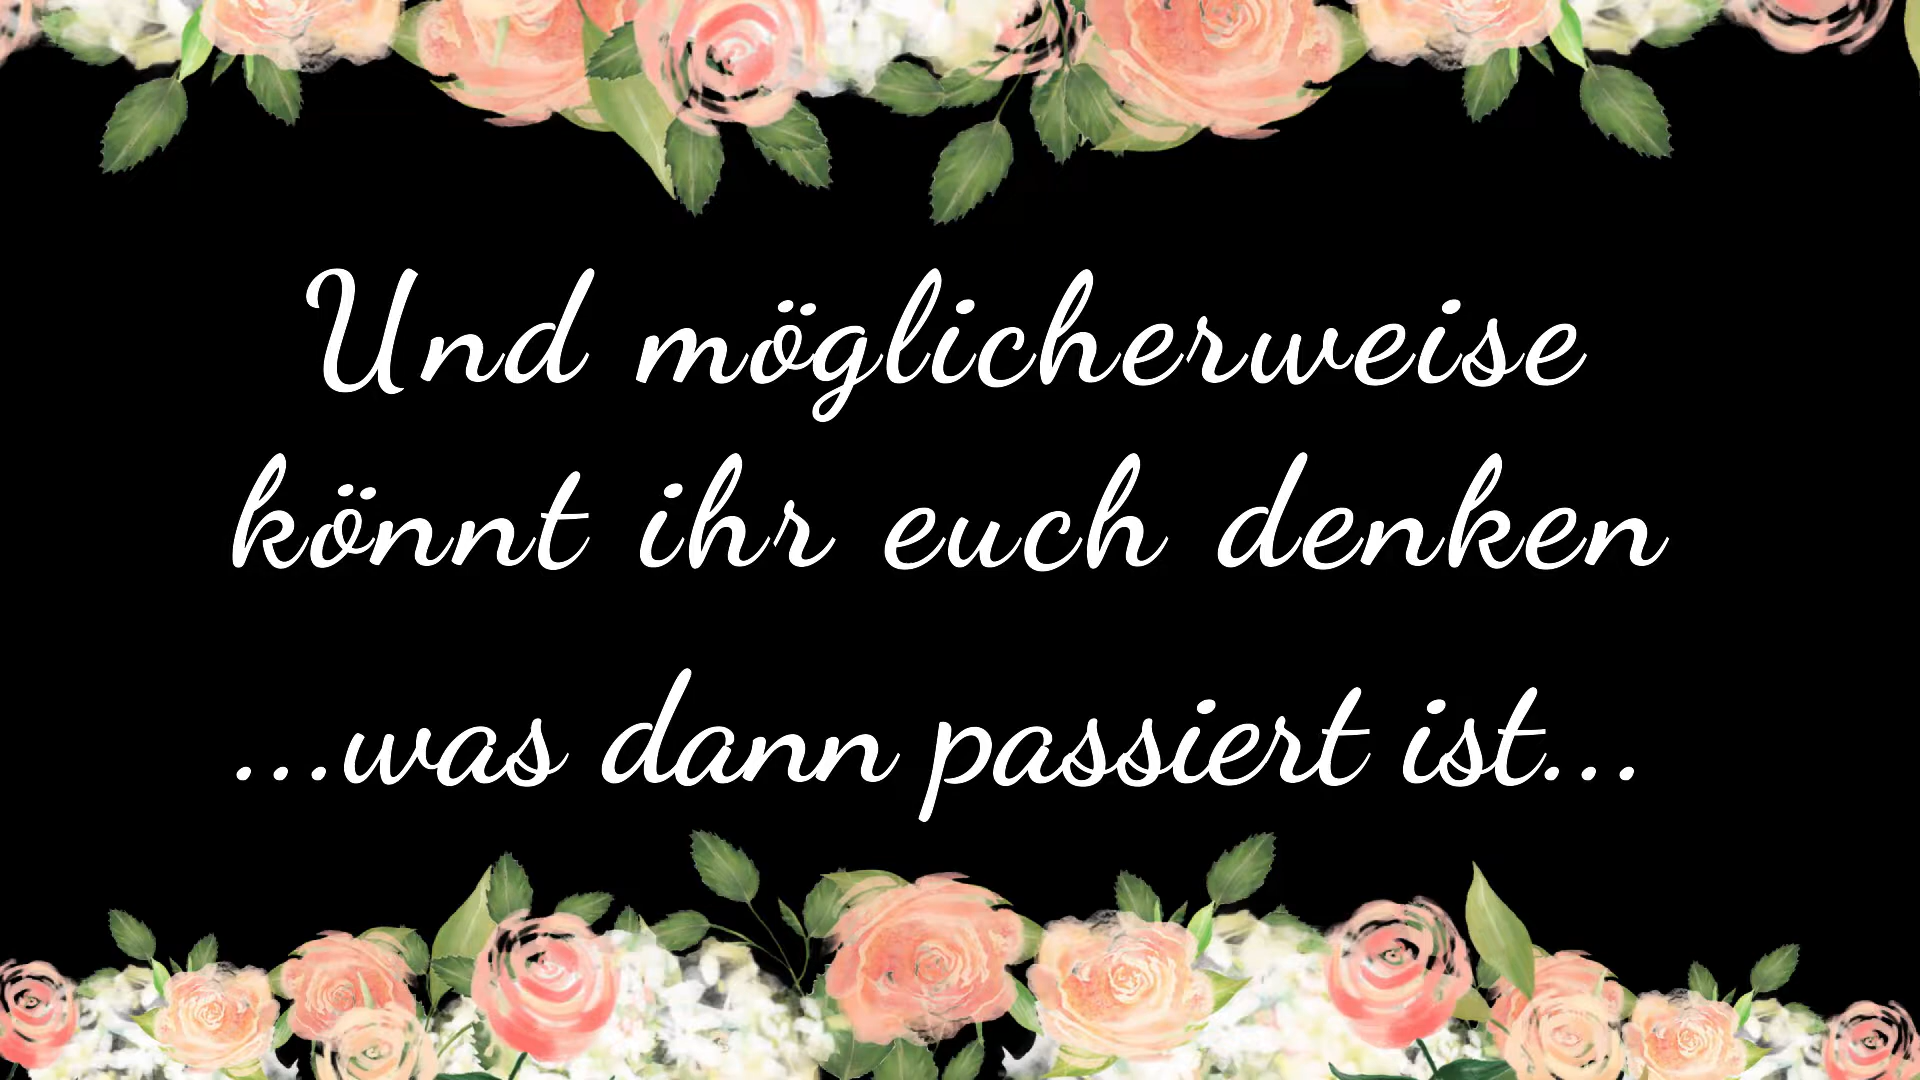 Und möglicherweise
könnt ihr euch denken
...was dann passiert ist...